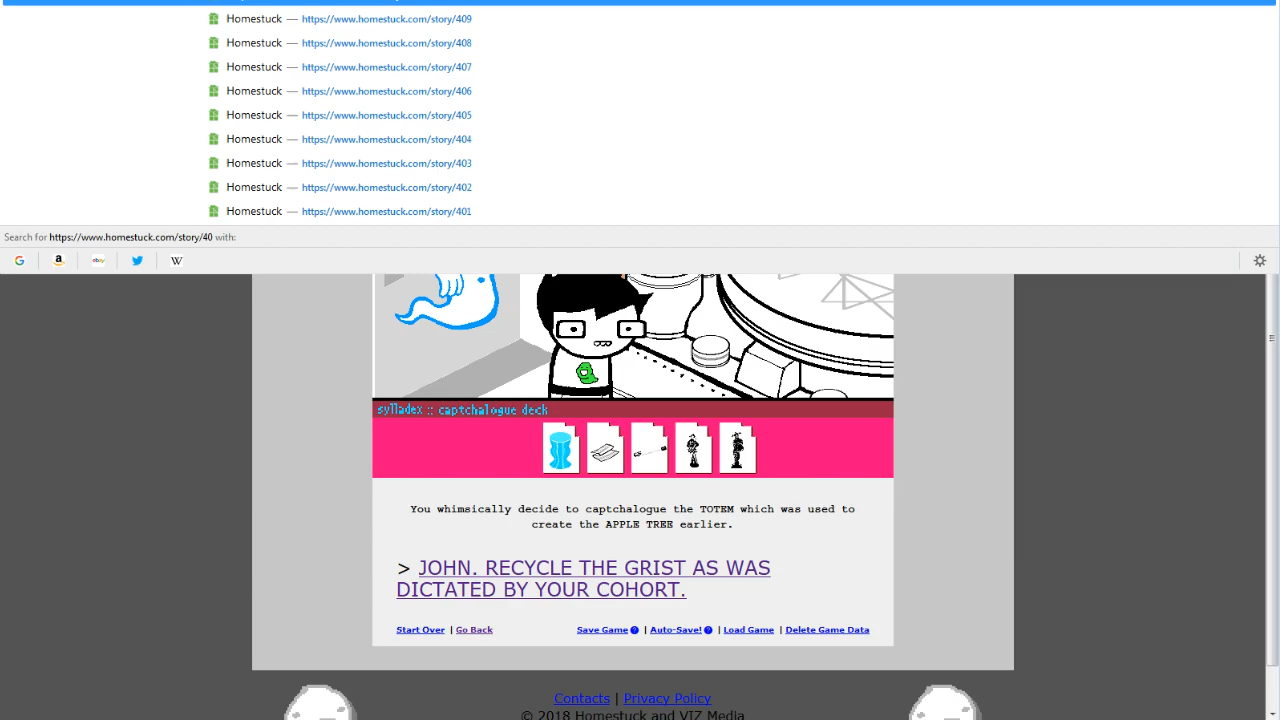 Homestuck — https://www.homestuck.com/story/409
Homestuck — https://www.homestuck.com/story/408
Homestuck — https://www.homestuck.com/story/407
Homestuck — https://www.homestuck.com/story/406
Homestuck — https://www.homestuck.com/story/405
Homestuck — https://www.homestuck.com/story/404
Homestuck — https://www.homestuck.com/story/403
Homestuck — https://www.homestuck.com/story/402
Homestuck — https://www.homestuck.com/story/401
Search for https://www.homestuck.com/story/40 with:
G a ebay W
sylladex :: captchalogue deck
You whimsically decide to captchalogue the TOTEM which was used to
create the APPLE TREE earlier.
> JOHN. RECYCLE THE GRIST AS WAS
DICTATED BY YOUR COHORT.
Start Over | Go Back Save Game ? | Auto-Save! ? | Load Game | Delete Game Data
Contacts | Privacy Policy
© 2018 Homestuck and VIZ Media